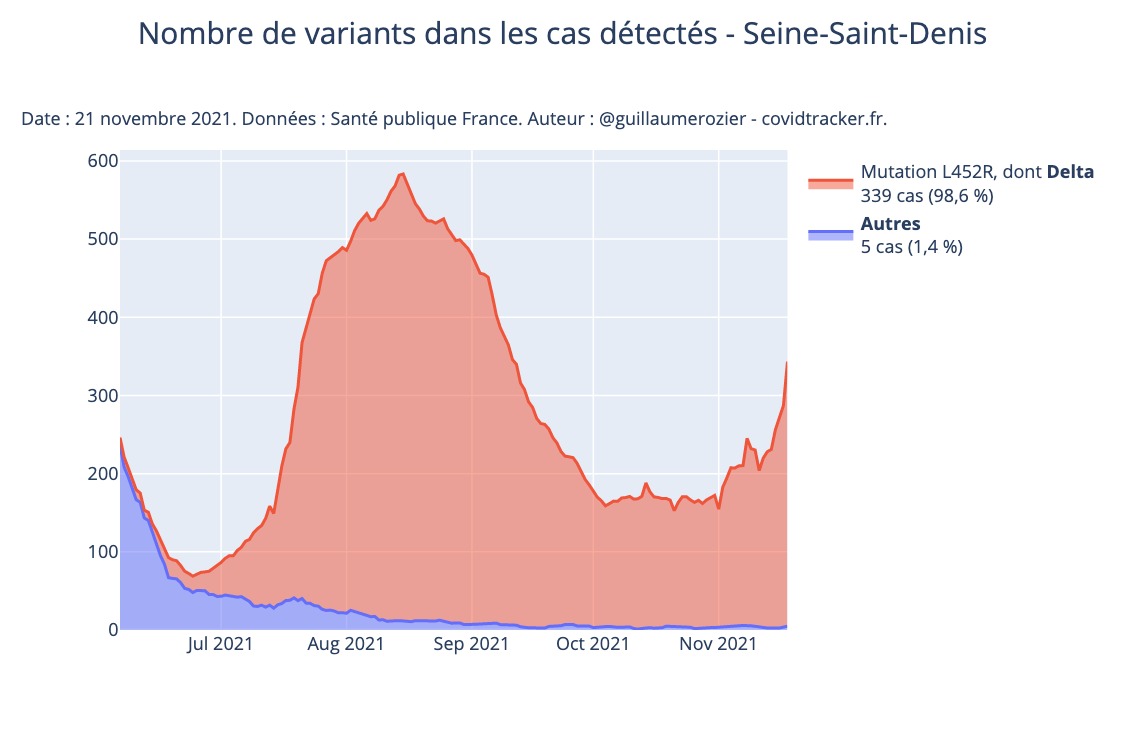 Nombre de variants dans les cas détectés - Seine-Saint-Denis
Date : 21 novembre 2021. Données : Santé publique France. Auteur : @guillaumerozier - covidtracker.fr.
Mutation L452R, dont Delta
339 cas (98,6 %)
Autres
5 cas (1,4 %)
600
500
400
300
200
100
0
Jul 2021
Aug 2021
Sep 2021
Oct 2021
Nov 2021